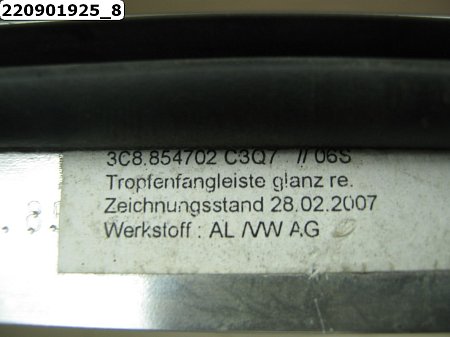 220901925_8
3C8.854702 C3Q7 // 06S
Tropfenfangleiste glanz re.
Zeichnungsstand 28.02.2007
Werkstoff : AL /VW AG